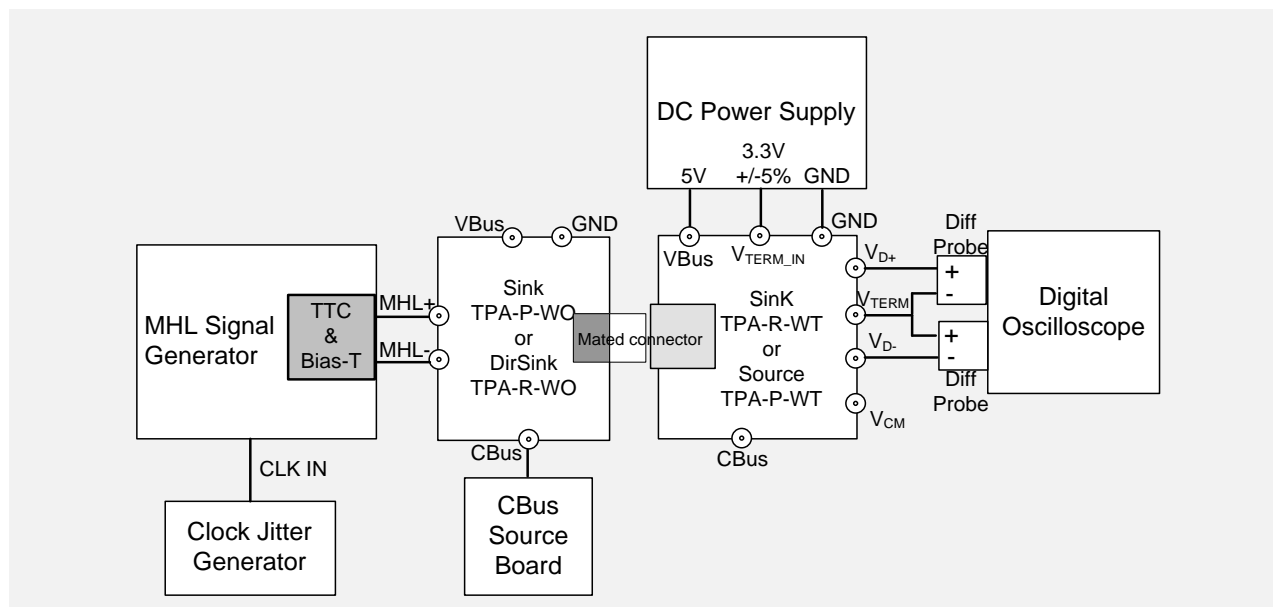 DC Power Supply
3.3V
5V +/-5% GND
VBus GND
GND
VBus VTERM_IN
Diff
Probe
VD+
+
-
MHL Signal
Generator
TTC
&
Bias-T
MHL+
MHL-
Sink
TPA-P-WO
or
DirSink
TPA-R-WO
Mated connector
SinK
TPA-R-WT
or
Source
TPA-P-WT
VTERM
VD-
+
-
Diff
Probe
VCM
Digital
Oscilloscope
CBus
CBus
CLK IN
Clock Jitter
Generator
CBus
Source
Board